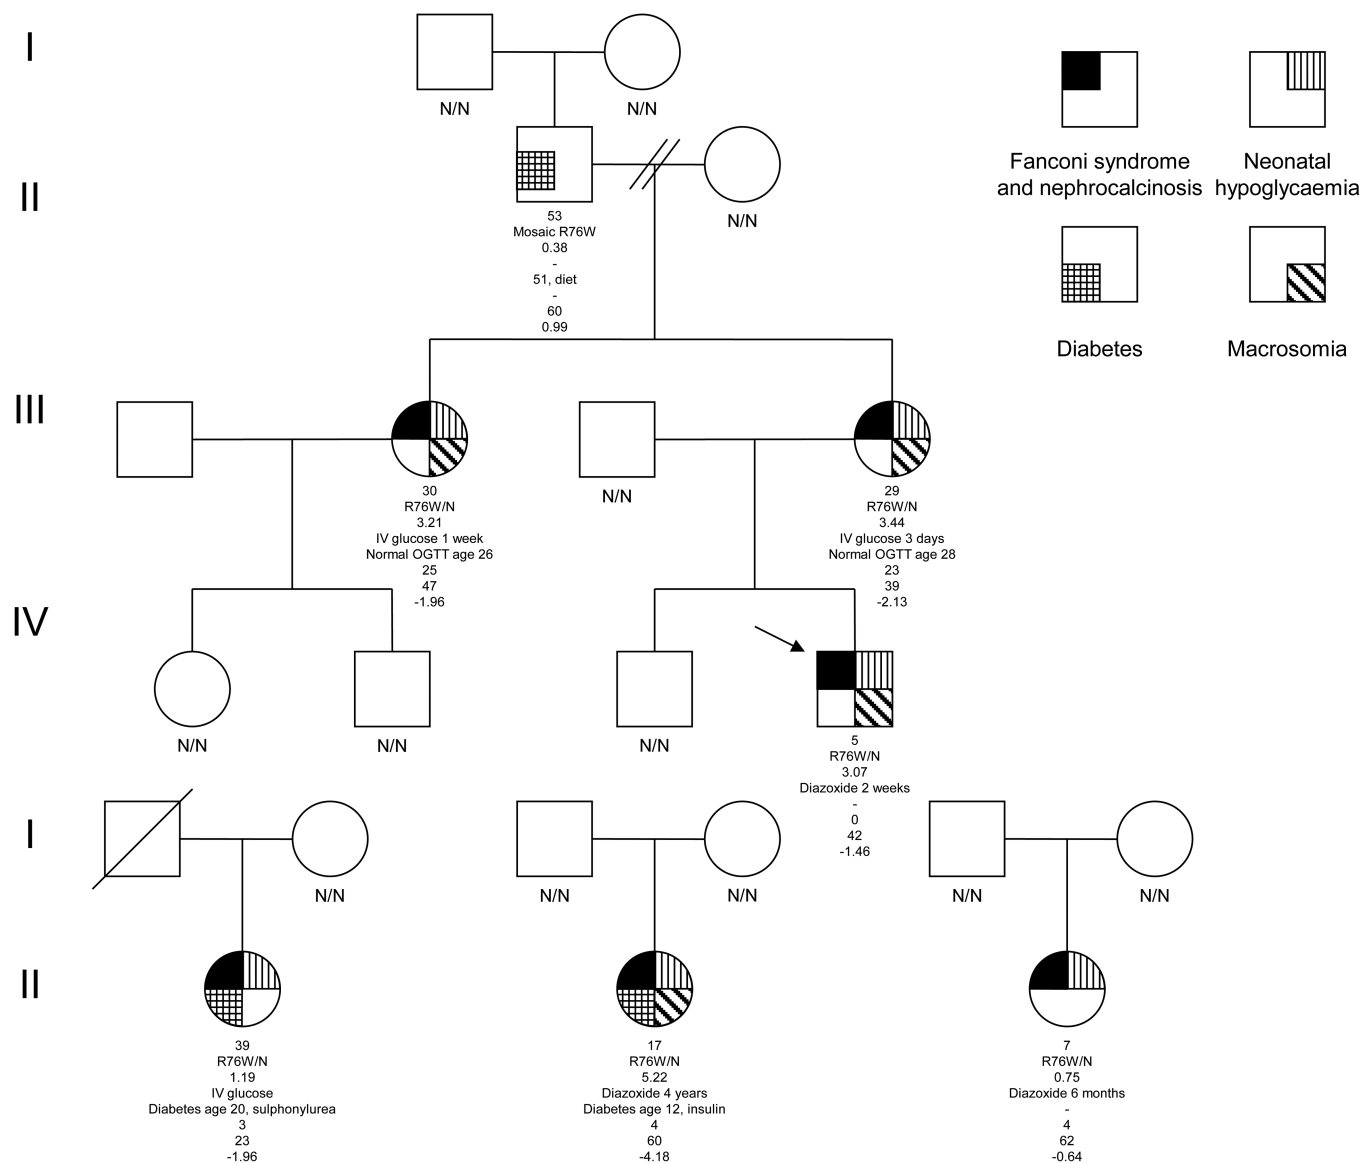 I
N/N
N/N
Fanconi syndrome
and nephrocalcinosis
Neonatal
hypoglycaemia
Diabetes
Macrosomia
II
53
Mosaic R76W
0.38
-
51, diet
-
60
0.99
N/N
III
30
R76W/N
3.21
IV glucose 1 week
Normal OGTT age 26
25
47
-1.96
N/N
29
R76W/N
3.44
IV glucose 3 days
Normal OGTT age 28
23
39
-2.13
IV
N/N
N/N
N/N
5
R76W/N
3.07
Diazoxide 2 weeks
-
0
42
-1.46
I
N/N
N/N
N/N
N/N
N/N
II
39
R76W/N
1.19
IV glucose
Diabetes age 20, sulphonylurea
3
23
-1.96
17
R76W/N
5.22
Diazoxide 4 years
Diabetes age 12, insulin
4
60
-4.18
7
R76W/N
0.75
Diazoxide 6 months
-
4
62
-0.64